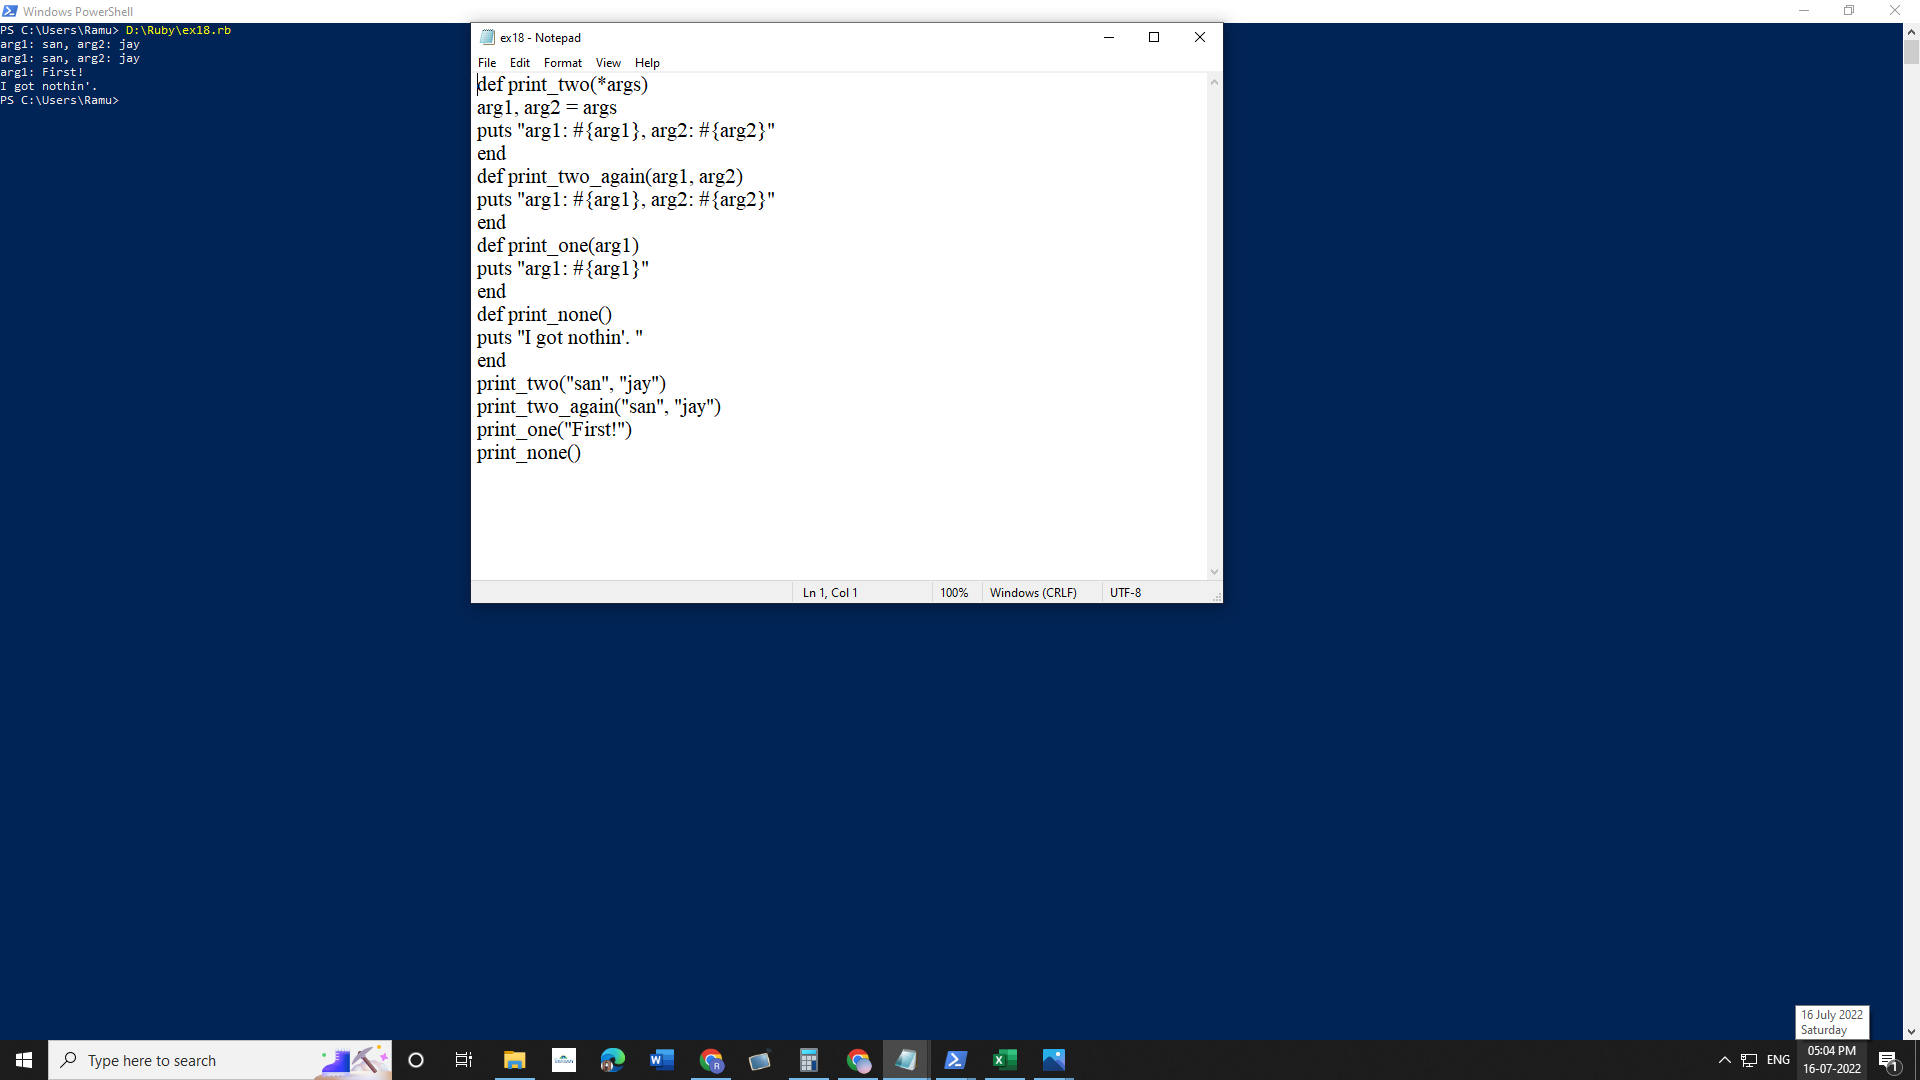 Windows PowerShell
PS C:\Users\Ramu> D:\Ruby\ex18.rb
arg1: san, arg2: jay
arg1: san, arg2: jay
arg1: First!
I got nothin'.
PS C:\Users\Ramu>
ex18 - Notepad
File Edit Format View Help
def print_two(*args)
arg1, arg2 = args
puts "arg1: #{arg1}, arg2: #{arg2}"
end
def print_two_again(arg1, arg2)
puts "arg1: #{arg1}, arg2: #{arg2}"
end
def print_one(arg1)
puts "arg1: #{arg1}"
end
def print_none()
puts "I got nothin'. "
end
print_two("san", "jay")
print_two_again("san", "jay")
print_one("First!")
print_none()
Ln 1, Col 1 100% Windows (CRLF) UTF-8
16 July 2022
Saturday
Type here to search
ENG
05:04 PM
16-07-2022
1